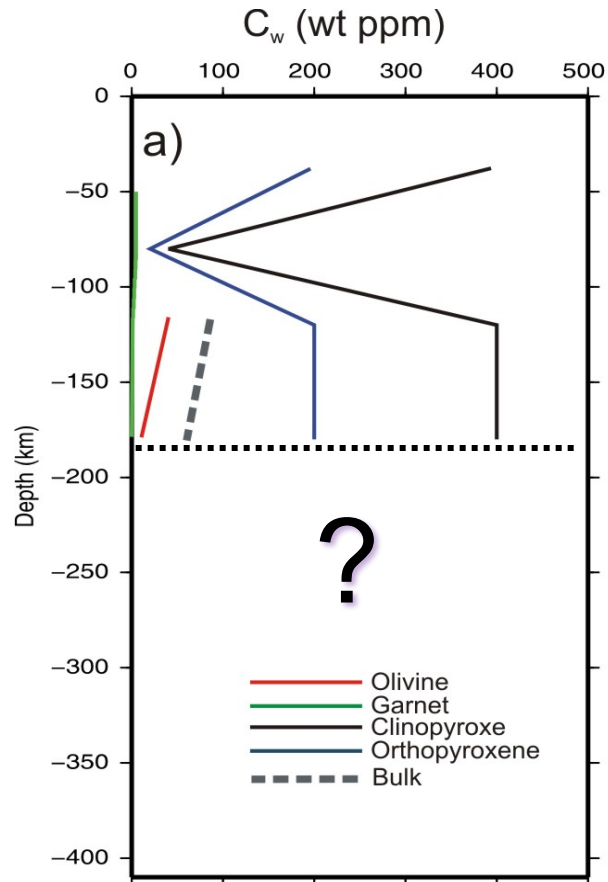 C_w (wt ppm)
0 100 200 300 400 500
0
a)
−50
−100
−150
−200
−250
−300
−350
−400
Depth (km)
?
Olivine
Garnet
Clinopyroxe
Orthopyroxene
Bulk